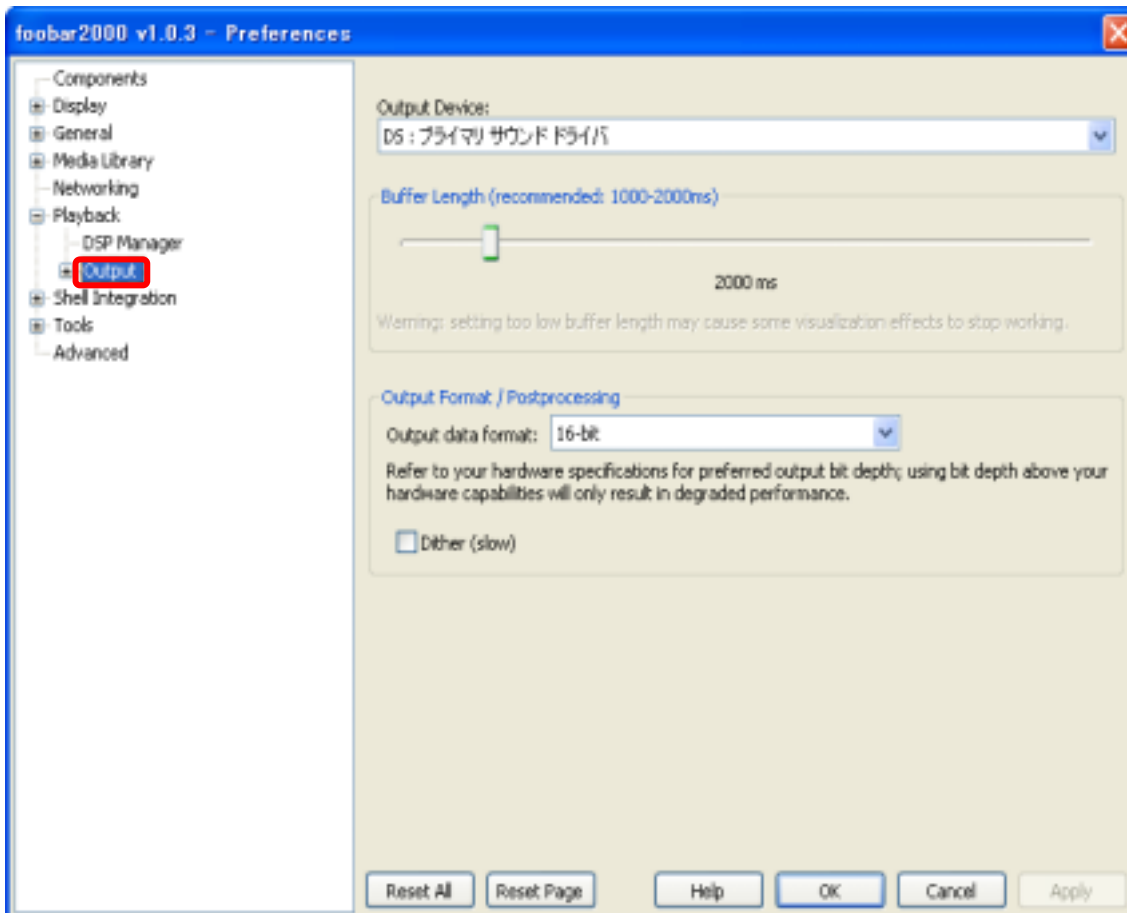 foobar2000 v1.0.3 - Preferences
Components
Display
General
Media Library
Networking
Playback
DSP Manager
Output
Shell Integration
Tools
Advanced
Output Device:
DS : プライマリ サウンド ドライバ
Buffer Length (recommended: 1000-2000ms)
2000 ms
Warning: setting too low buffer length may cause some visualization effects to stop working.
Output Format / Postprocessing
Output data format: 16-bit
Refer to your hardware specifications for preferred output bit depth; using bit depth above your
hardware capabilities will only result in degraded performance.
Dither (slow)
Reset All Reset Page Help OK Cancel Apply